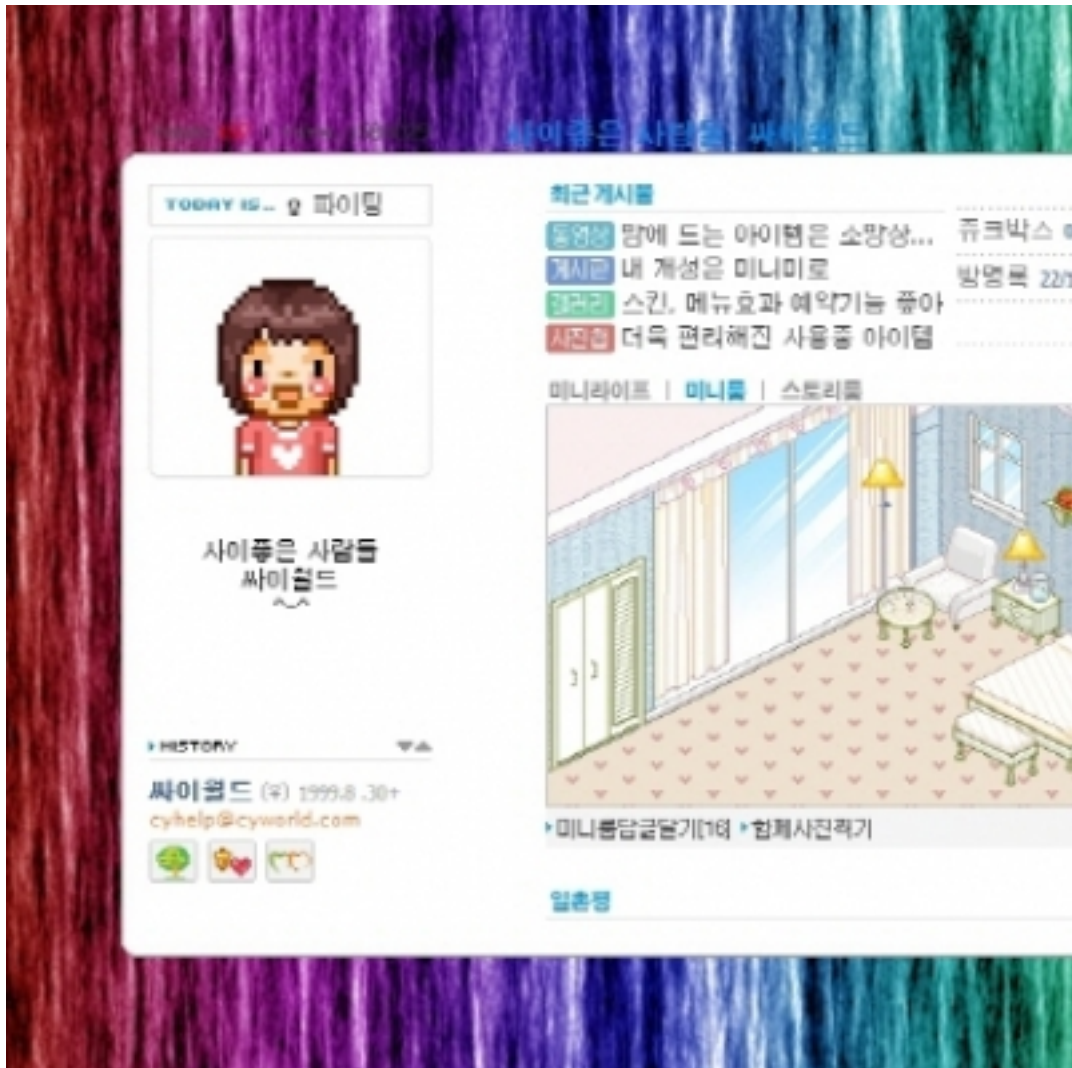 싸이좋은 사람들, 싸이월드
TODAY IS... 파이팅
사이좋은 사람들
싸이월드
^^
HISTORY
싸이월드 (우) 1999.8 .30+
cyhelp@cyworld.com
최근 게시물
동영상 맘에 드는 아이템은 소망상...
게시판 내 개성은 미니미로
갤러리 스킨, 메뉴효과 예약기능 좋아
사진첩 더욱 편리해진 사용중 아이템
쥬크박스
방명록 22/1
미니라이프 | 미니룸 | 스토리룸
미니룸답글달기[16] 함께사진찍기
일촌평